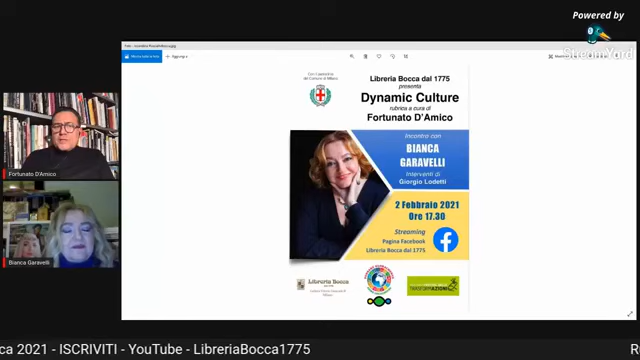 Powered by
StreamYard
Aggiungi
Con il patrocinio
del Comune di Milano
Libreria Bocca dal 1775
presenta
Dynamic Culture
rubrica a cura di
Fortunato D'Amico
Incontro con
BIANCA
GARAVELLI
Interventi di
Giorgio Lodetti
2 Febbraio 2021
Ore 17.30
Streaming
Pagina Facebook
Libreria Bocca dal 1775
Libreria Bocca
Fortunato D'Amico
Bianca Garavelli
ca 2021 - ISCRIVITI - YouTube - LibreriaBocca1775
R